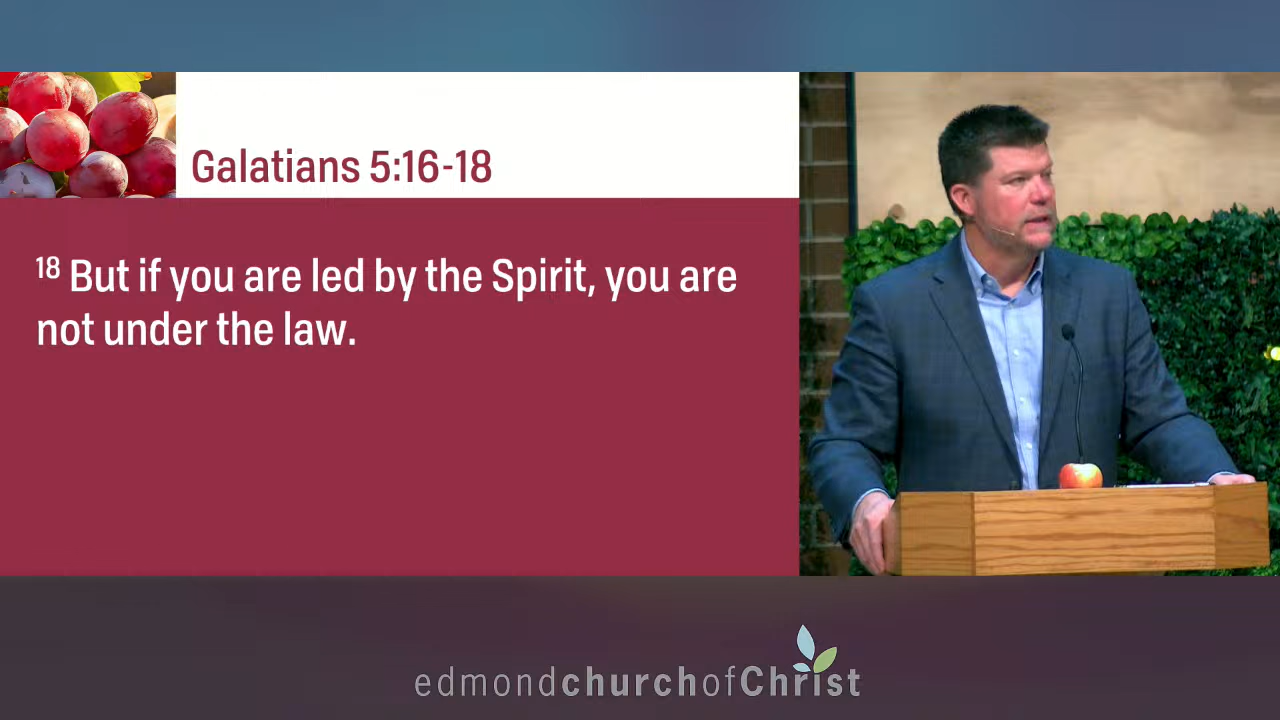 Galatians 5:16-18
18 But if you are led by the Spirit, you are
not under the law.
edmondchurchofChrist